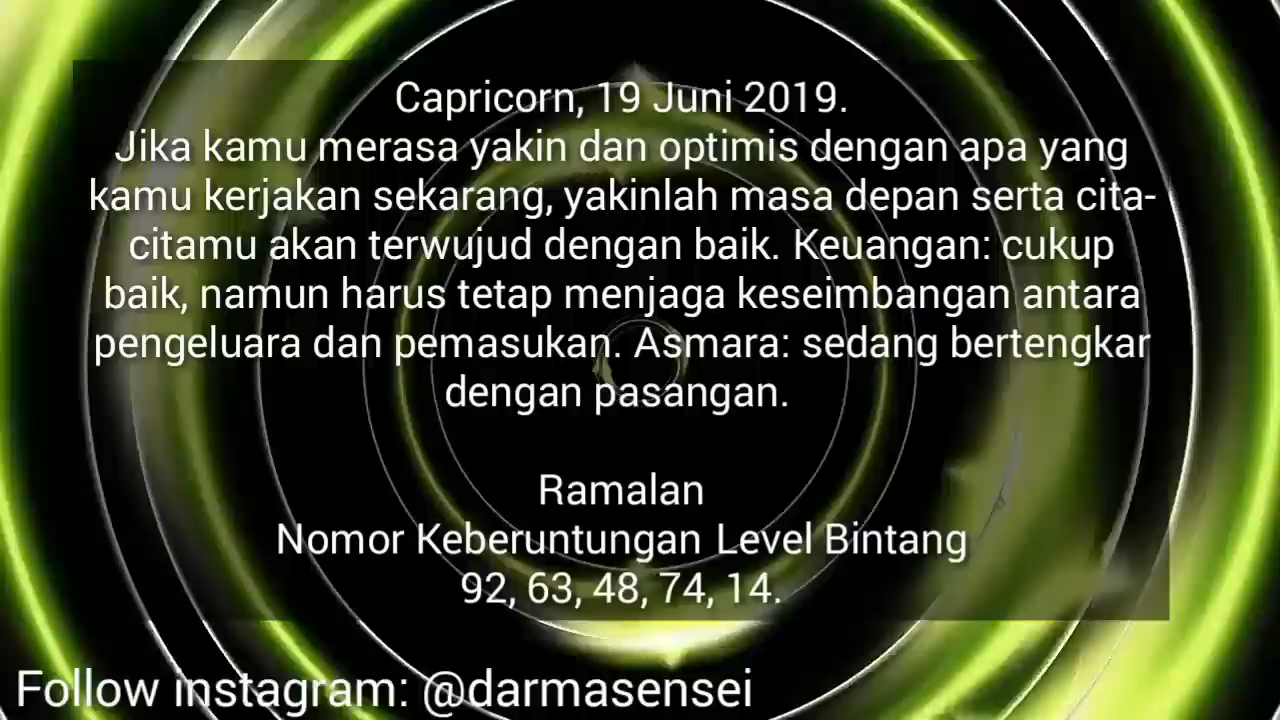 Capricorn, 19 Juni 2019.
Jika kamu merasa yakin dan optimis dengan apa yang
kamu kerjakan sekarang, yakinlah masa depan serta cita-
citamu akan terwujud dengan baik. Keuangan: cukup
baik, namun harus tetap menjaga keseimbangan antara
pengeluara dan pemasukan. Asmara: sedang bertengkar
dengan pasangan.
Ramalan
Nomor Keberuntungan Level Bintang
92, 63, 48, 74, 14.
Follow instagram: @darmasensei